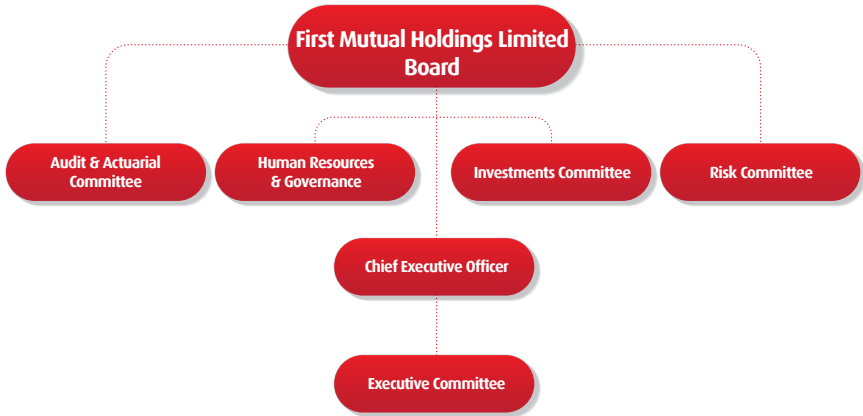 First Mutual Holdings Limited
Board
Audit & Actuarial
Committee
Human Resources
& Governance
Investments Committee
Risk Committee
Chief Executive Officer
Executive Committee